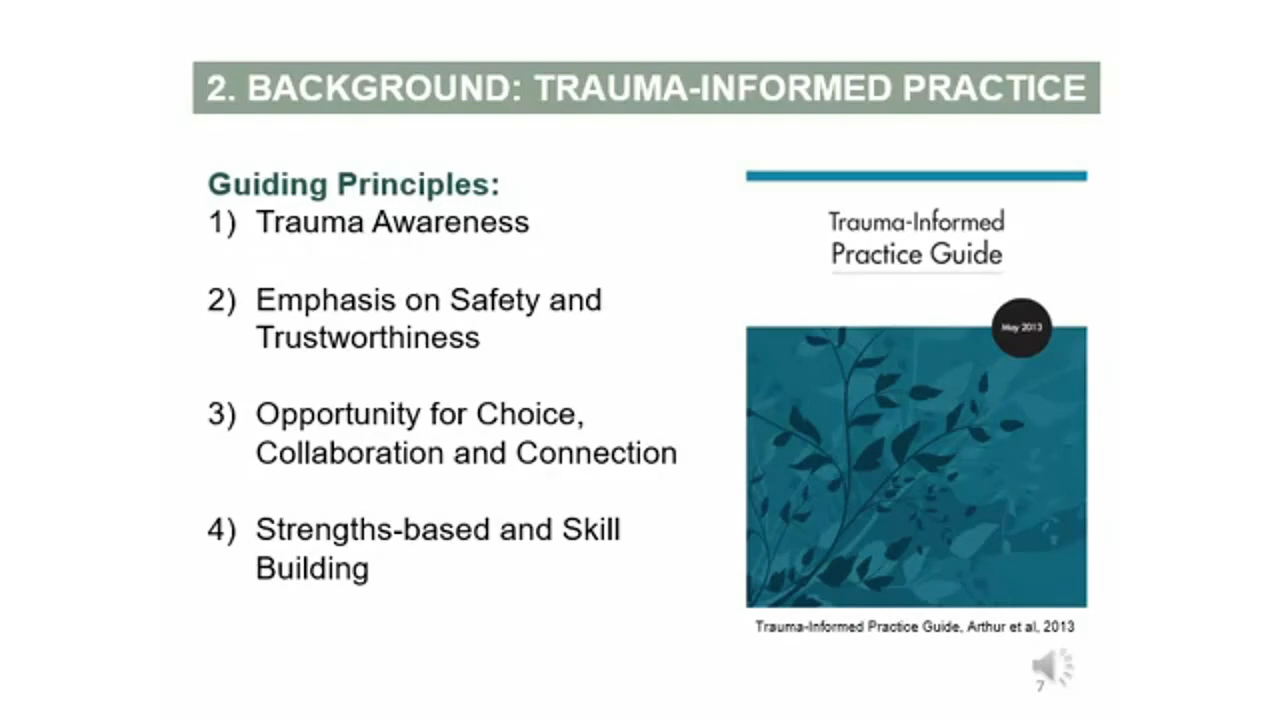 2. BACKGROUND: TRAUMA-INFORMED PRACTICE
Guiding Principles:
1) Trauma Awareness
2) Emphasis on Safety and
Trustworthiness
3) Opportunity for Choice,
Collaboration and Connection
4) Strengths-based and Skill
Building
Trauma-Informed
Practice Guide
May 2013
Trauma-Informed Practice Guide, Arthur et al, 2013
7